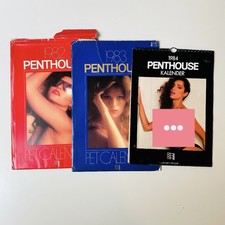 1982
PENTHOUSE
PET CALE
1983
PENTHOUSE
PET CALEN
1984
PENTHOUSE
KALENDER